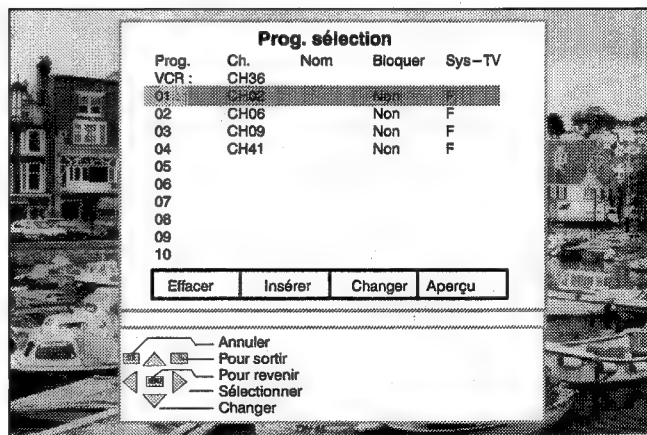 Prog. sélection
Prog. Ch. Nom Bloquer Sys-TV
VCR : CH36
01 CH02 Non F
02 CH06 Non F
03 CH09 Non F
04 CH41 Non F
05
06
07
08
09
10
Effacer Insérer Changer Aperçu
Annuler
Pour sortir
Pour revenir
Sélectionner
Changer